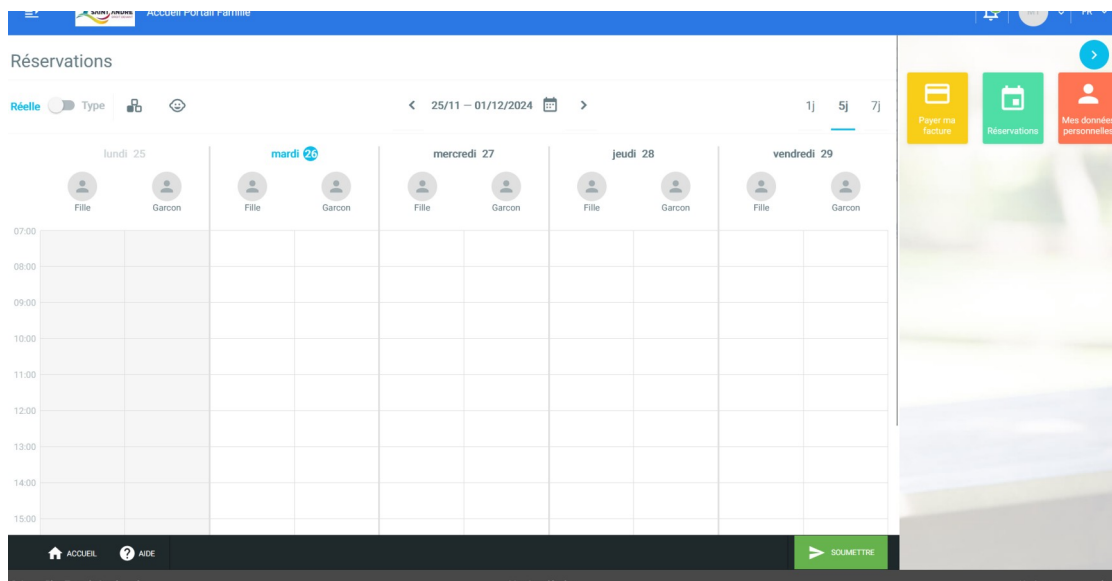 SAINT ANDRÉ
Accueil Portail Famille
FR
Réservations
Réelle Type
25/11 – 01/12/2024
1j 5j 7j
lundi 25 mardi 26 mercredi 27 jeudi 28 vendredi 29
Fille Garcon Fille Garcon Fille Garcon Fille Garcon Fille Garcon
07:00
08:00
09:00
10:00
11:00
12:00
13:00
14:00
15:00
Payer ma facture
Réservations
Mes données personnelles
ACCUEIL AIDE SOUMETTRE